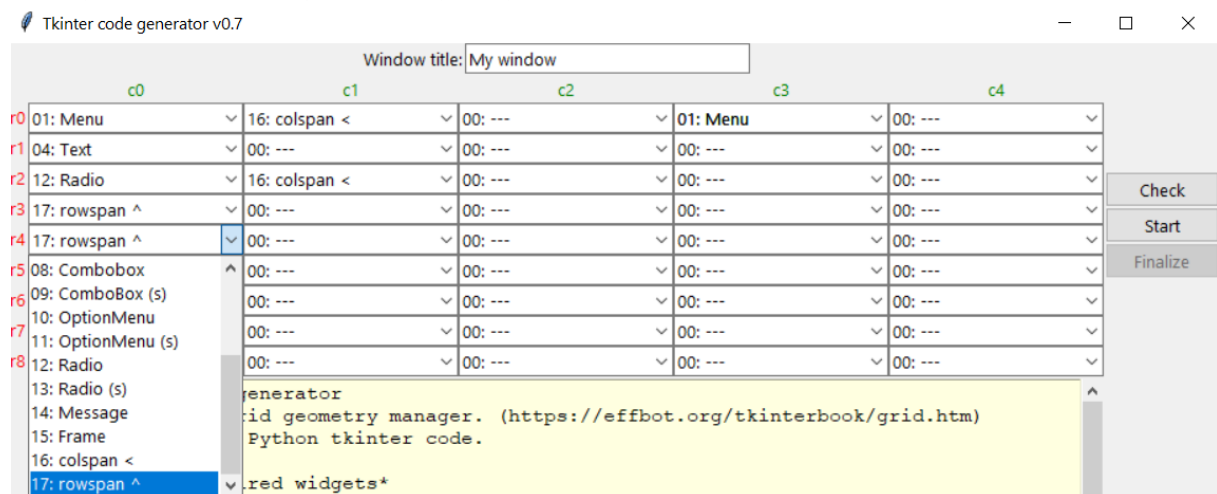 Tkinter code generator v0.7
Window title: My window
c0 c1 c2 c3 c4
r0 01: Menu 16: colspan < 00: --- 01: Menu 00: ---
r1 04: Text 00: --- 00: --- 00: --- 00: ---
r2 12: Radio 16: colspan < 00: --- 00: --- 00: ---
r3 17: rowspan ^ 00: --- 00: --- 00: --- 00: ---
r4 17: rowspan ^ 00: --- 00: --- 00: --- 00: ---
r5 00: --- 00: --- 00: --- 00: ---
r6 00: --- 00: --- 00: --- 00: ---
r7 00: --- 00: --- 00: --- 00: ---
r8 00: --- 00: --- 00: --- 00: ---
08: Combobox
09: ComboBox (s)
10: OptionMenu
11: OptionMenu (s)
12: Radio
13: Radio (s)
14: Message
15: Frame
16: colspan <
17: rowspan ^
generator
id geometry manager. (https://effbot.org/tkinterbook/grid.htm)
Python tkinter code.
red widgets*
Check
Start
Finalize